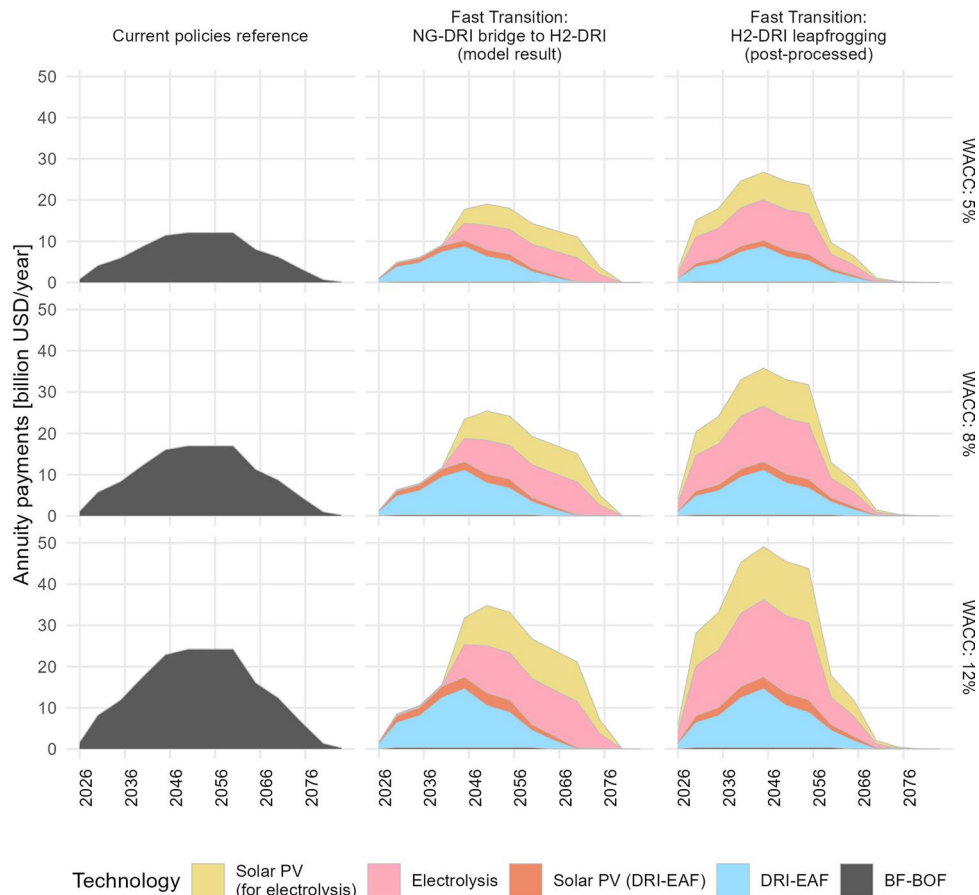 Current policies reference
Fast Transition:
NG-DRI bridge to H2-DRI
(model result)
Fast Transition:
H2-DRI leapfrogging
(post-processed)
Annuity payments [billion USD/year]
50
40
30
20
10
0
WACC: 5%
50
40
30
20
10
0
WACC: 8%
50
40
30
20
10
0
WACC: 12%
2026
2036
2046
2056
2066
2076
2026
2036
2046
2056
2066
2076
2026
2036
2046
2056
2066
2076
Technology
Solar PV
(for electrolysis)
Electrolysis
Solar PV (DRI-EAF)
DRI-EAF
BF-BOF